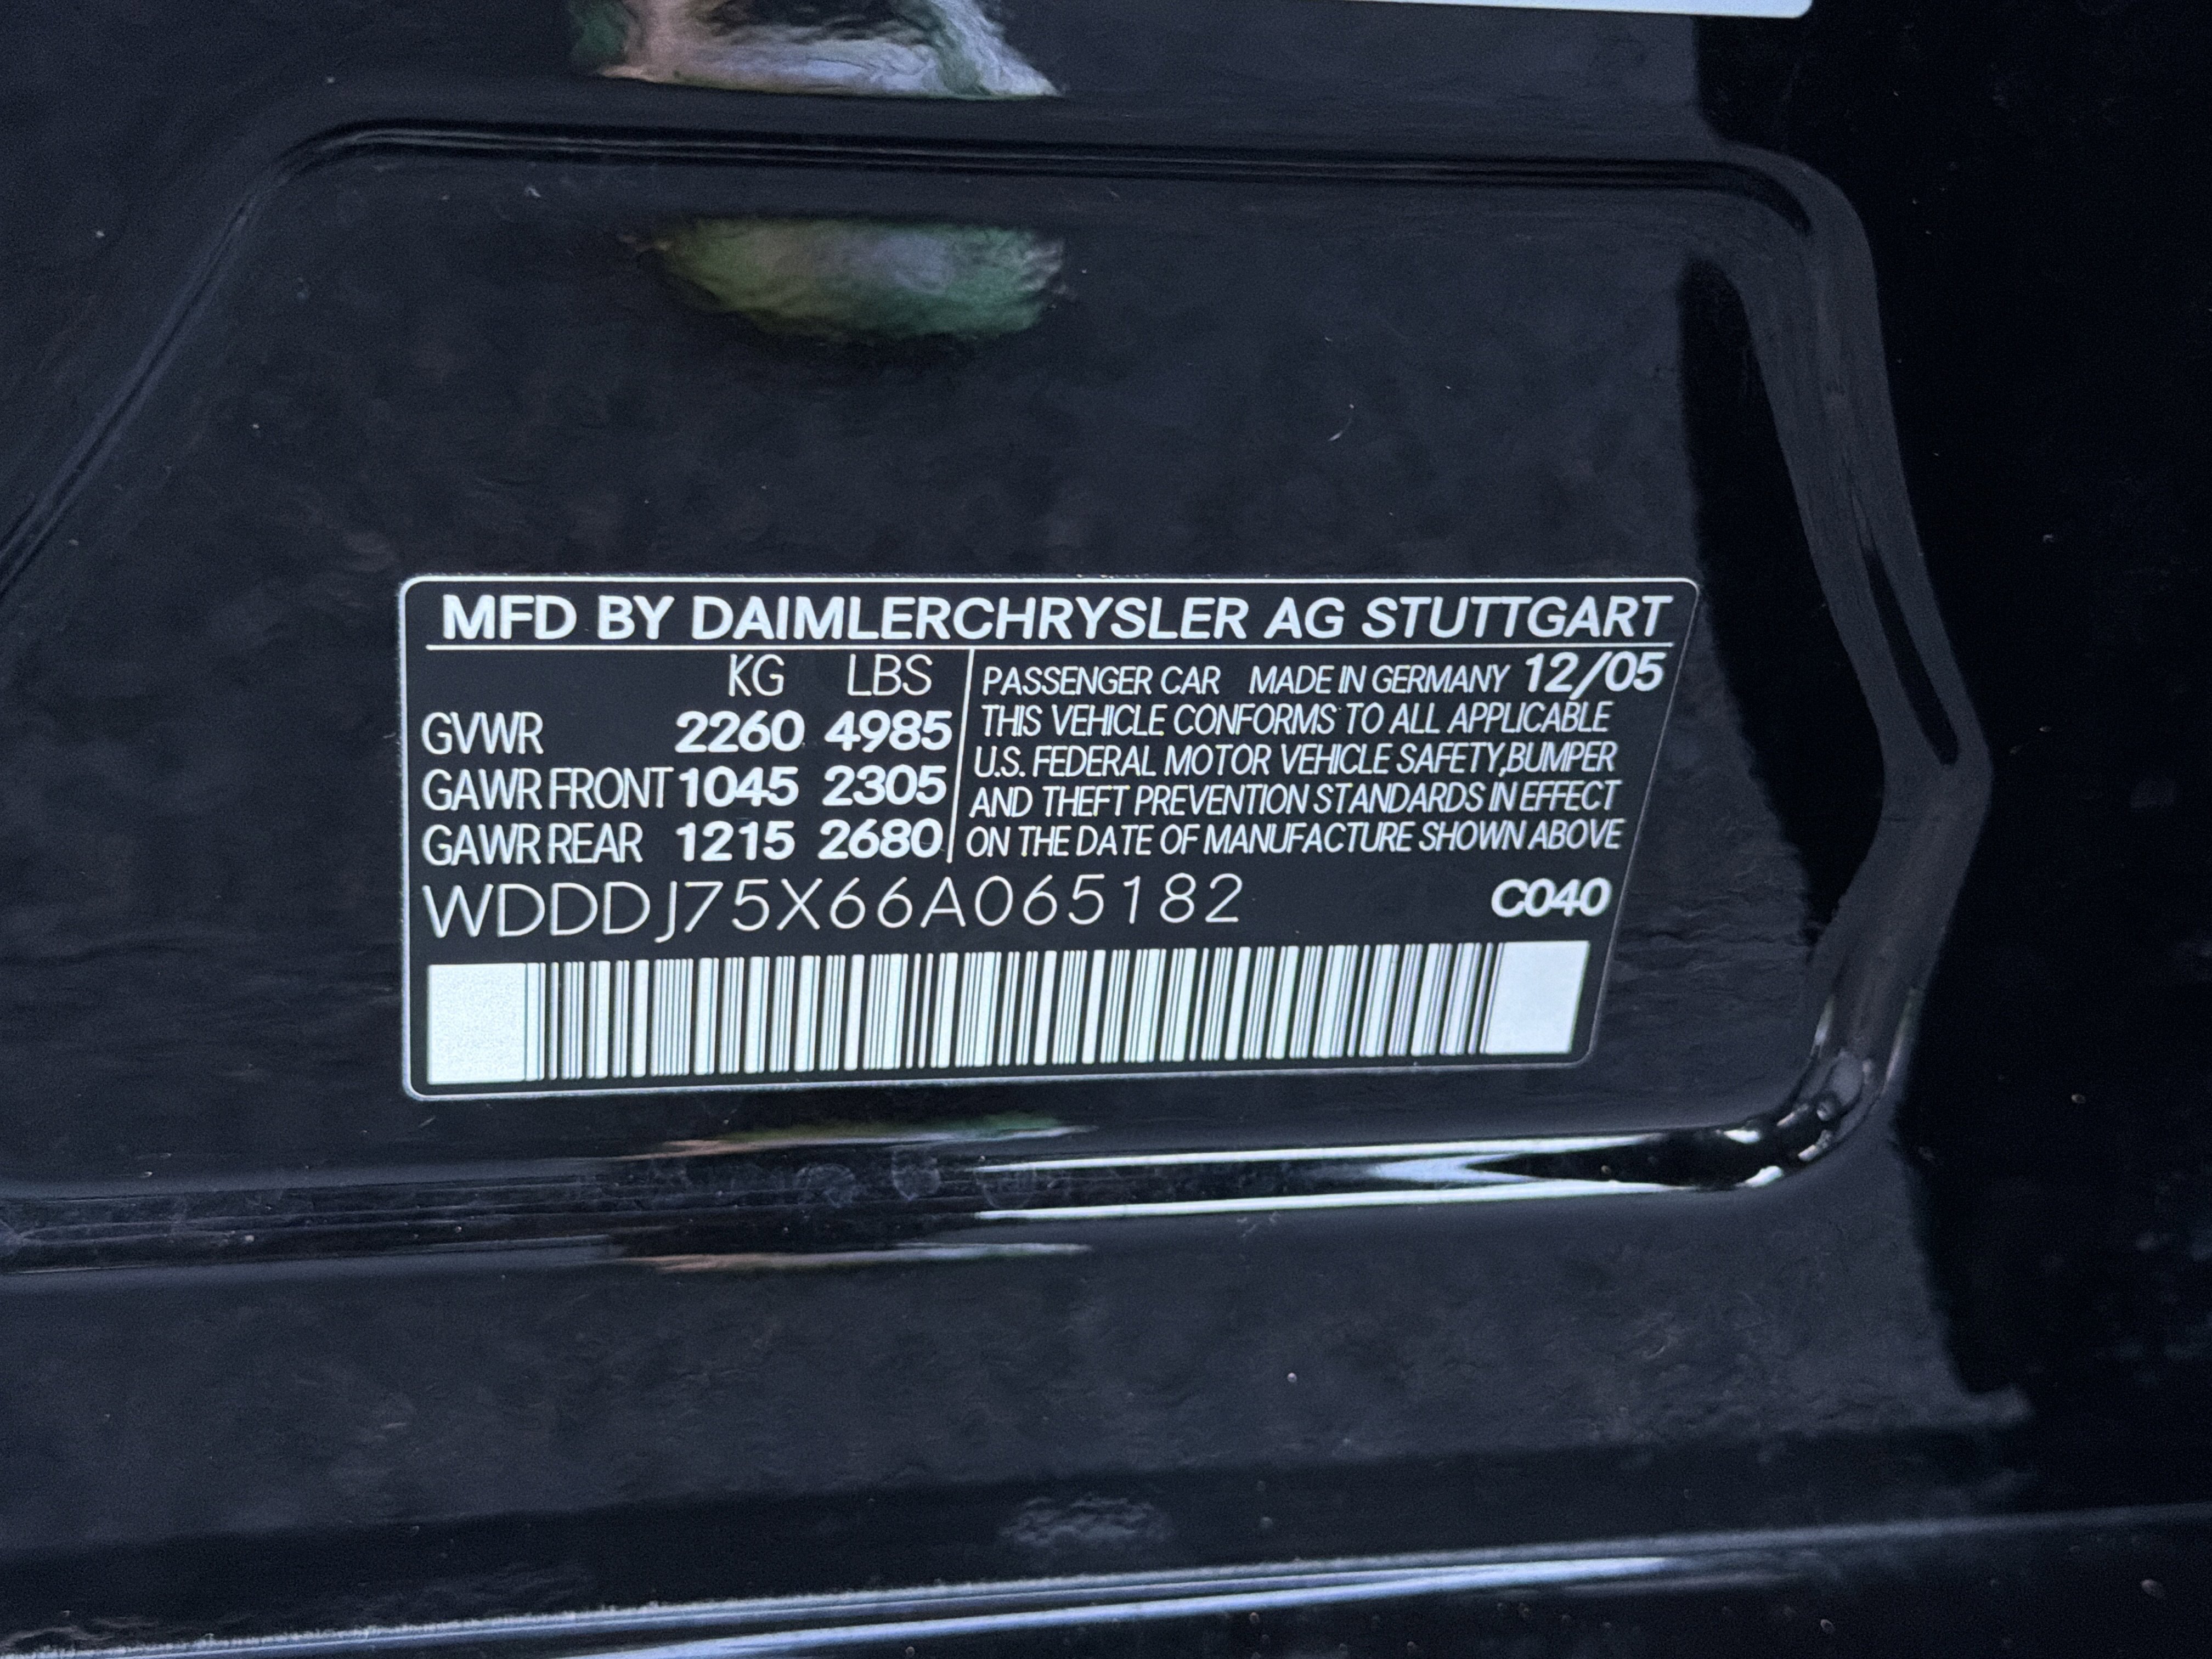 MFD BY DAIMLERCHRYSLER AG STUTTGART
KG LBS
GVWR 2260 4985
GAWR FRONT 1045 2305
GAWR REAR 1215 2680
PASSENGER CAR MADE IN GERMANY 12/05
THIS VEHICLE CONFORMS TO ALL APPLICABLE
U.S. FEDERAL MOTOR VEHICLE SAFETY,BUMPER
AND THEFT PREVENTION STANDARDS IN EFFECT
ON THE DATE OF MANUFACTURE SHOWN ABOVE
WDDDJ75X66A065182 C040